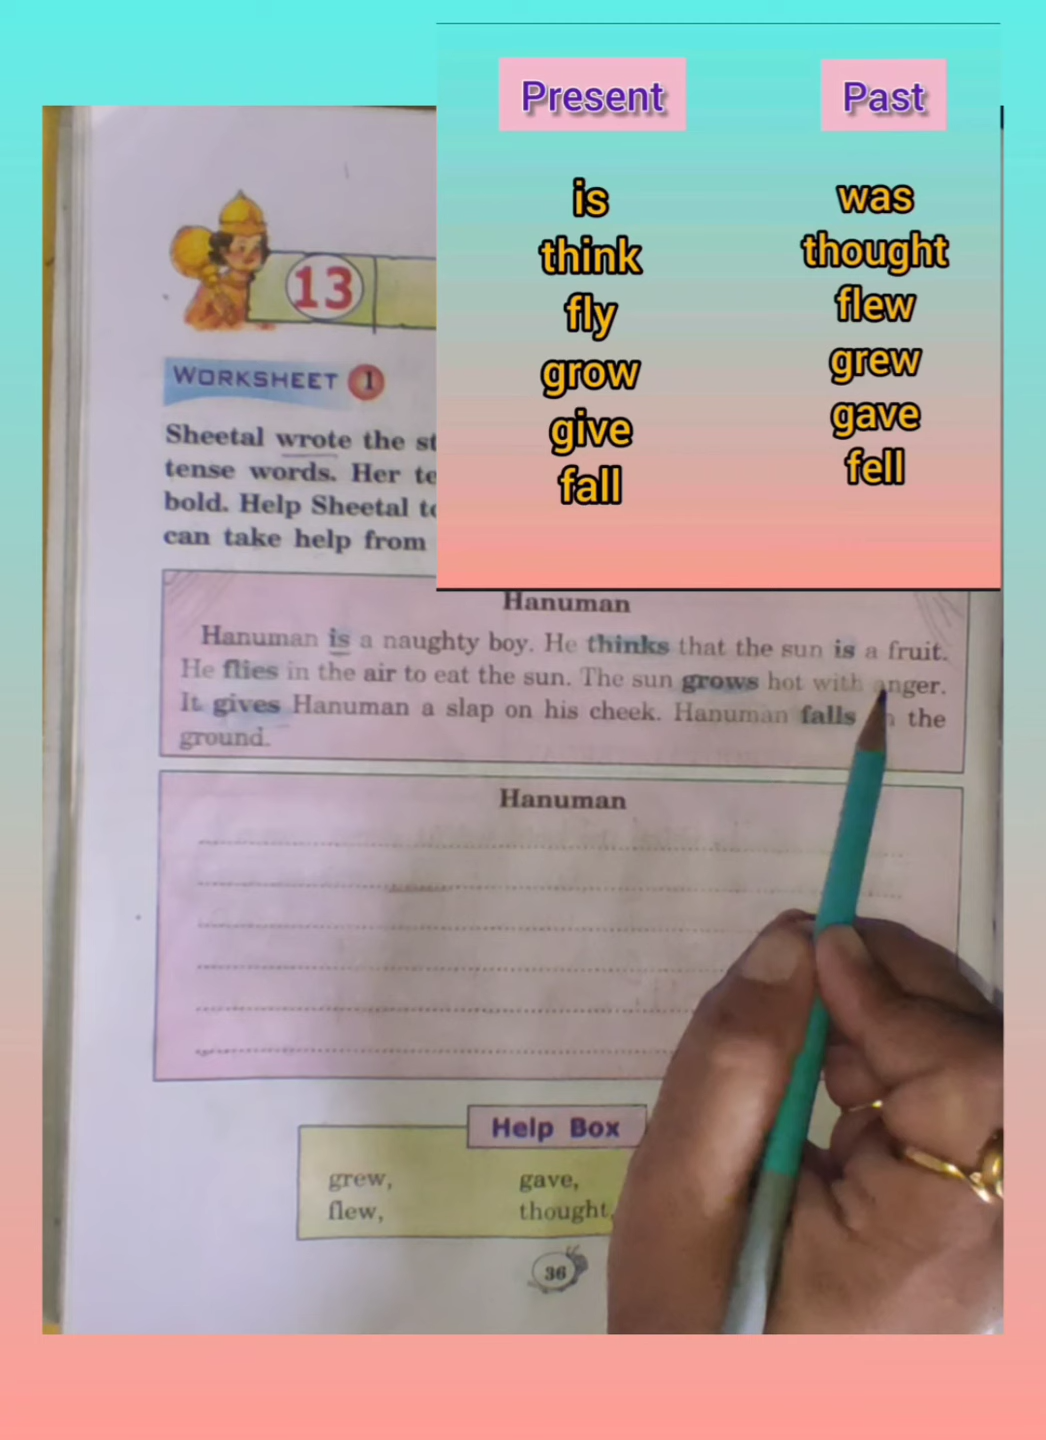 Present Past
is was
think thought
fly flew
grow grew
give gave
fall fell
13
WORKSHEET 1
Sheetal wrote the
tense words. Her
bold. Help Sheetal
can take help from
Hanuman
Hanuman is a naughty boy. He thinks that the sun is a fruit.
He flies in the air to eat the sun. The sun grows hot with anger.
It gives Hanuman a slap on his cheek. Hanuman falls the
ground.
Hanuman
Help Box
grew, gave,
flew, thought,
36